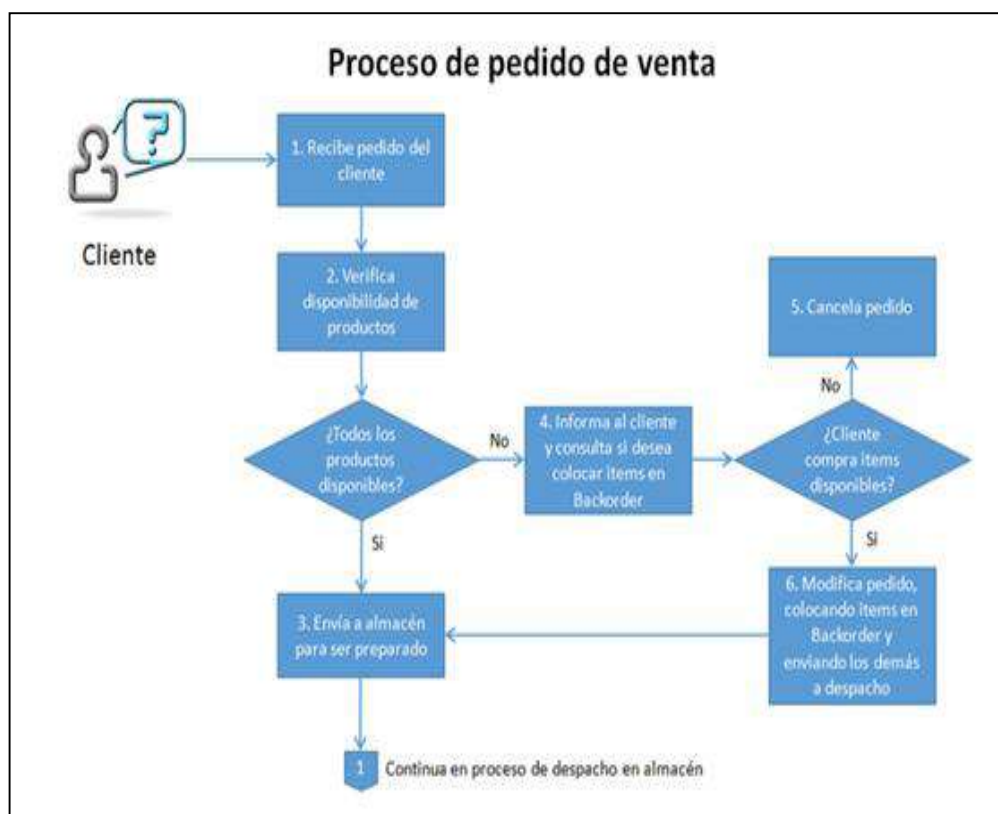 Proceso de pedido de venta
?
Cliente
1. Recibe pedido del
cliente
2. Verifica
disponibilidad de
productos
¿Todos los
productos
disponibles?
No
4. Informa al cliente
y consulta si desea
colocar items en
Backorder
¿Cliente
compra items
disponibles?
No
5. Cancela pedido
Si
6. Modifica pedido,
colocando items en
Backorder y
enviando los demás
a despacho
Si
3. Envía a almacén
para ser preparado
1
Continua en proceso de despacho en almacén